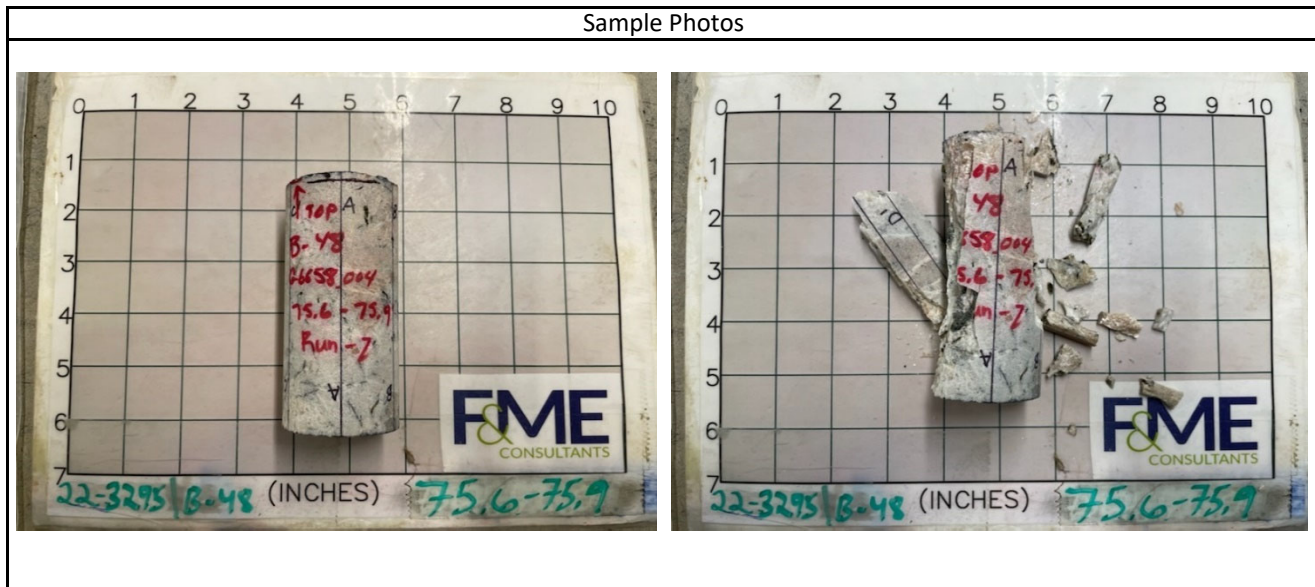 Sample Photos
0 1 2 3 4 5 6 7 8 9 10
1
2
3
4
5
6
7
TOP A
B-48
G6658.004
75.6-75.9
Run-7
A
B
F&ME
CONSULTANTS
22-3295 B-48 (INCHES) 75.6-75.9
0 1 2 3 4 5 6 7 8 9 10
1
2
3
4
5
6
7
OP A
48
658.004
5.6-75.
un-7
A
D
F&ME
CONSULTANTS
22-3295 B-48 (INCHES) 75.6-75.9